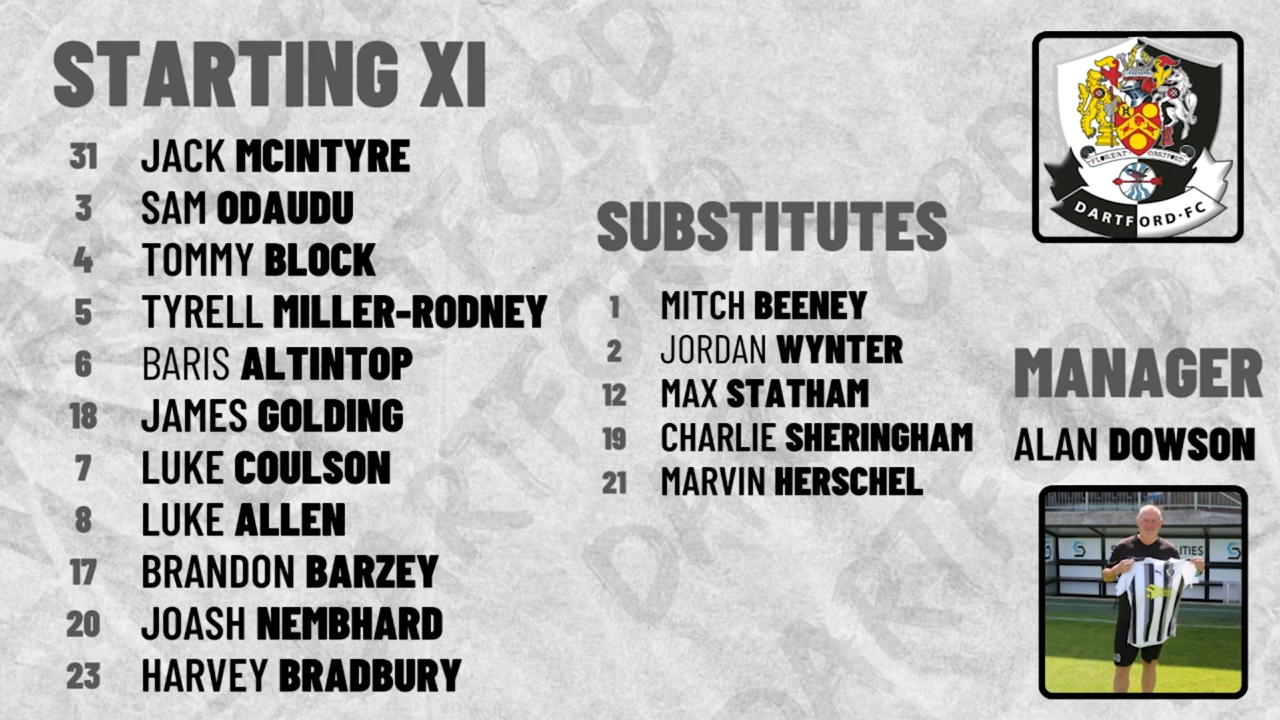 STARTING XI
31 JACK MCINTYRE
3 SAM ODAUDU
4 TOMMY BLOCK
5 TYRELL MILLER-RODNEY
6 BARIS ALTINTOP
18 JAMES GOLDING
7 LUKE COULSON
8 LUKE ALLEN
17 BRANDON BARZEY
20 JOASH NEMBHARD
23 HARVEY BRADBURY
SUBSTITUTES
1 MITCH BEENEY
2 JORDAN WYNTER
12 MAX STATHAM
19 CHARLIE SHERINGHAM
21 MARVIN HERSCHEL
FLOREAT DARTFORD
DARTFORD·FC
MANAGER
ALAN DOWSON